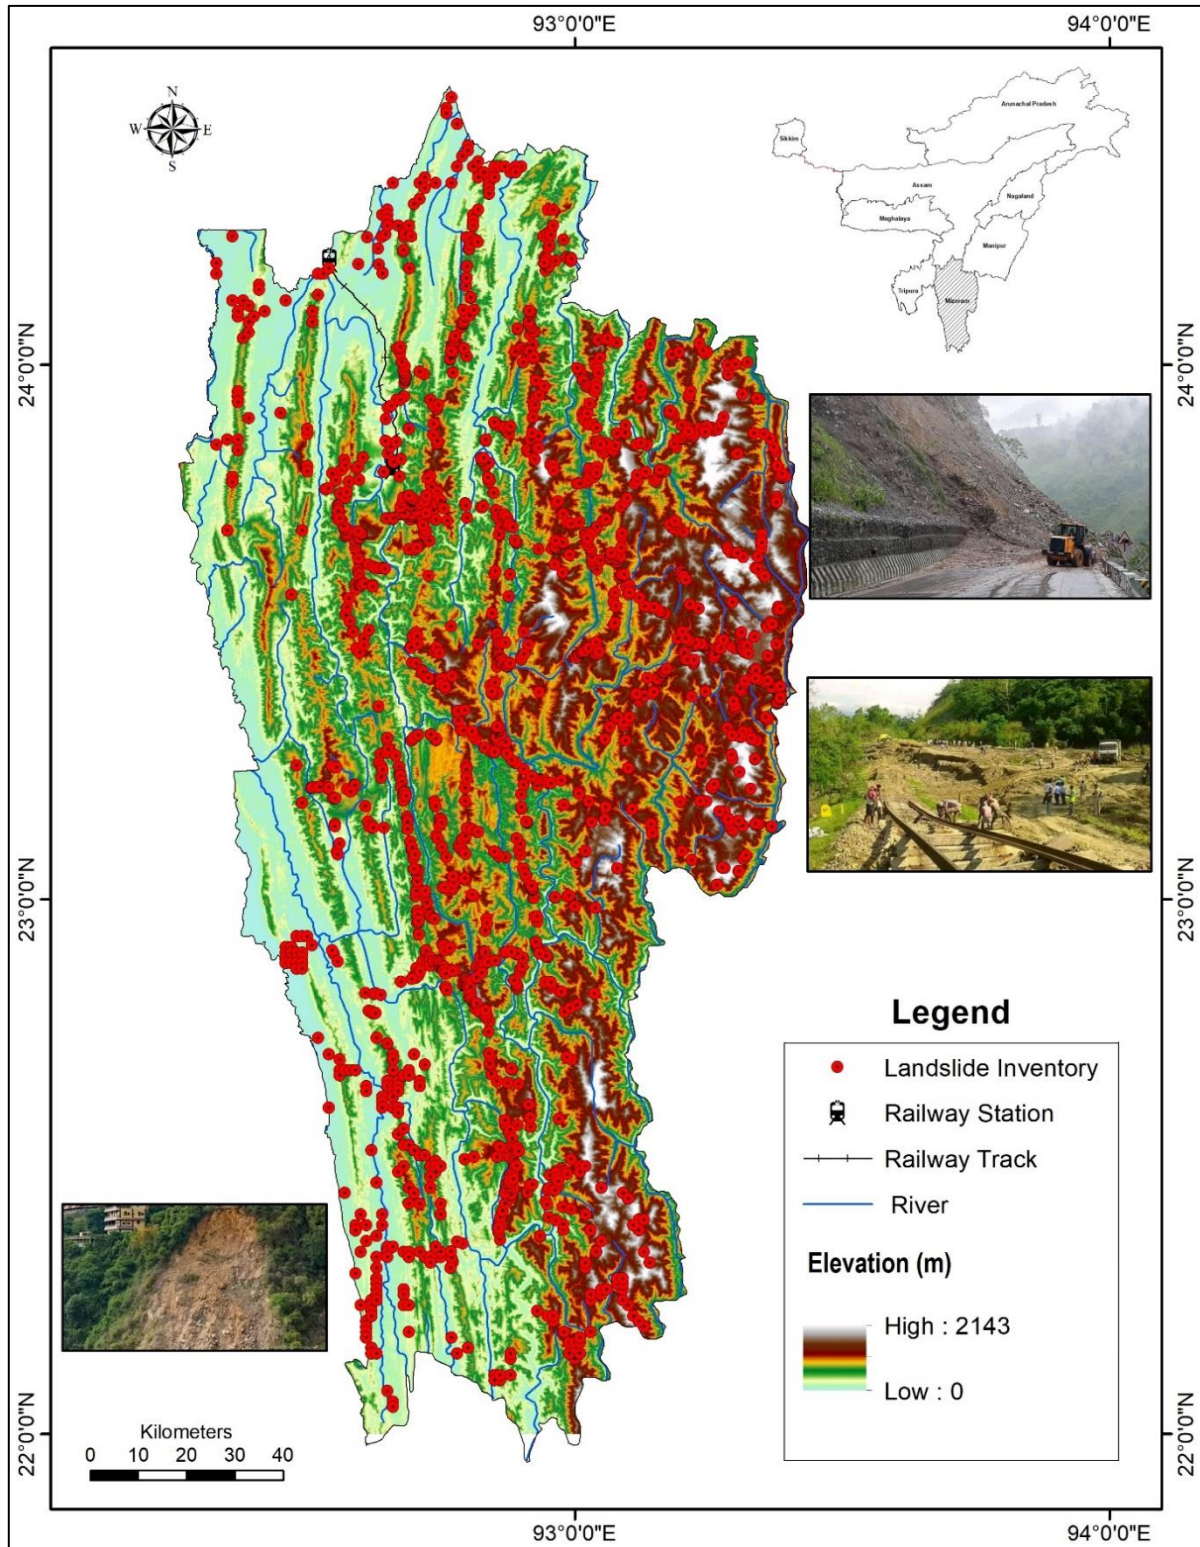 93°0'0"E
94°0'0"E
N
W
E
S
Arunachal Pradesh
Sikkim
Assam
Nagaland
Meghalaya
Manipur
Tripura
Mizoram
24°0'0"N
24°0'0"N
23°0'0"N
23°0'0"N
Legend
Landslide Inventory
Railway Station
Railway Track
River
Elevation (m)
High : 2143
Low : 0
Kilometers
0 10 20 30 40
22°0'0"N
22°0'0"N
93°0'0"E
94°0'0"E